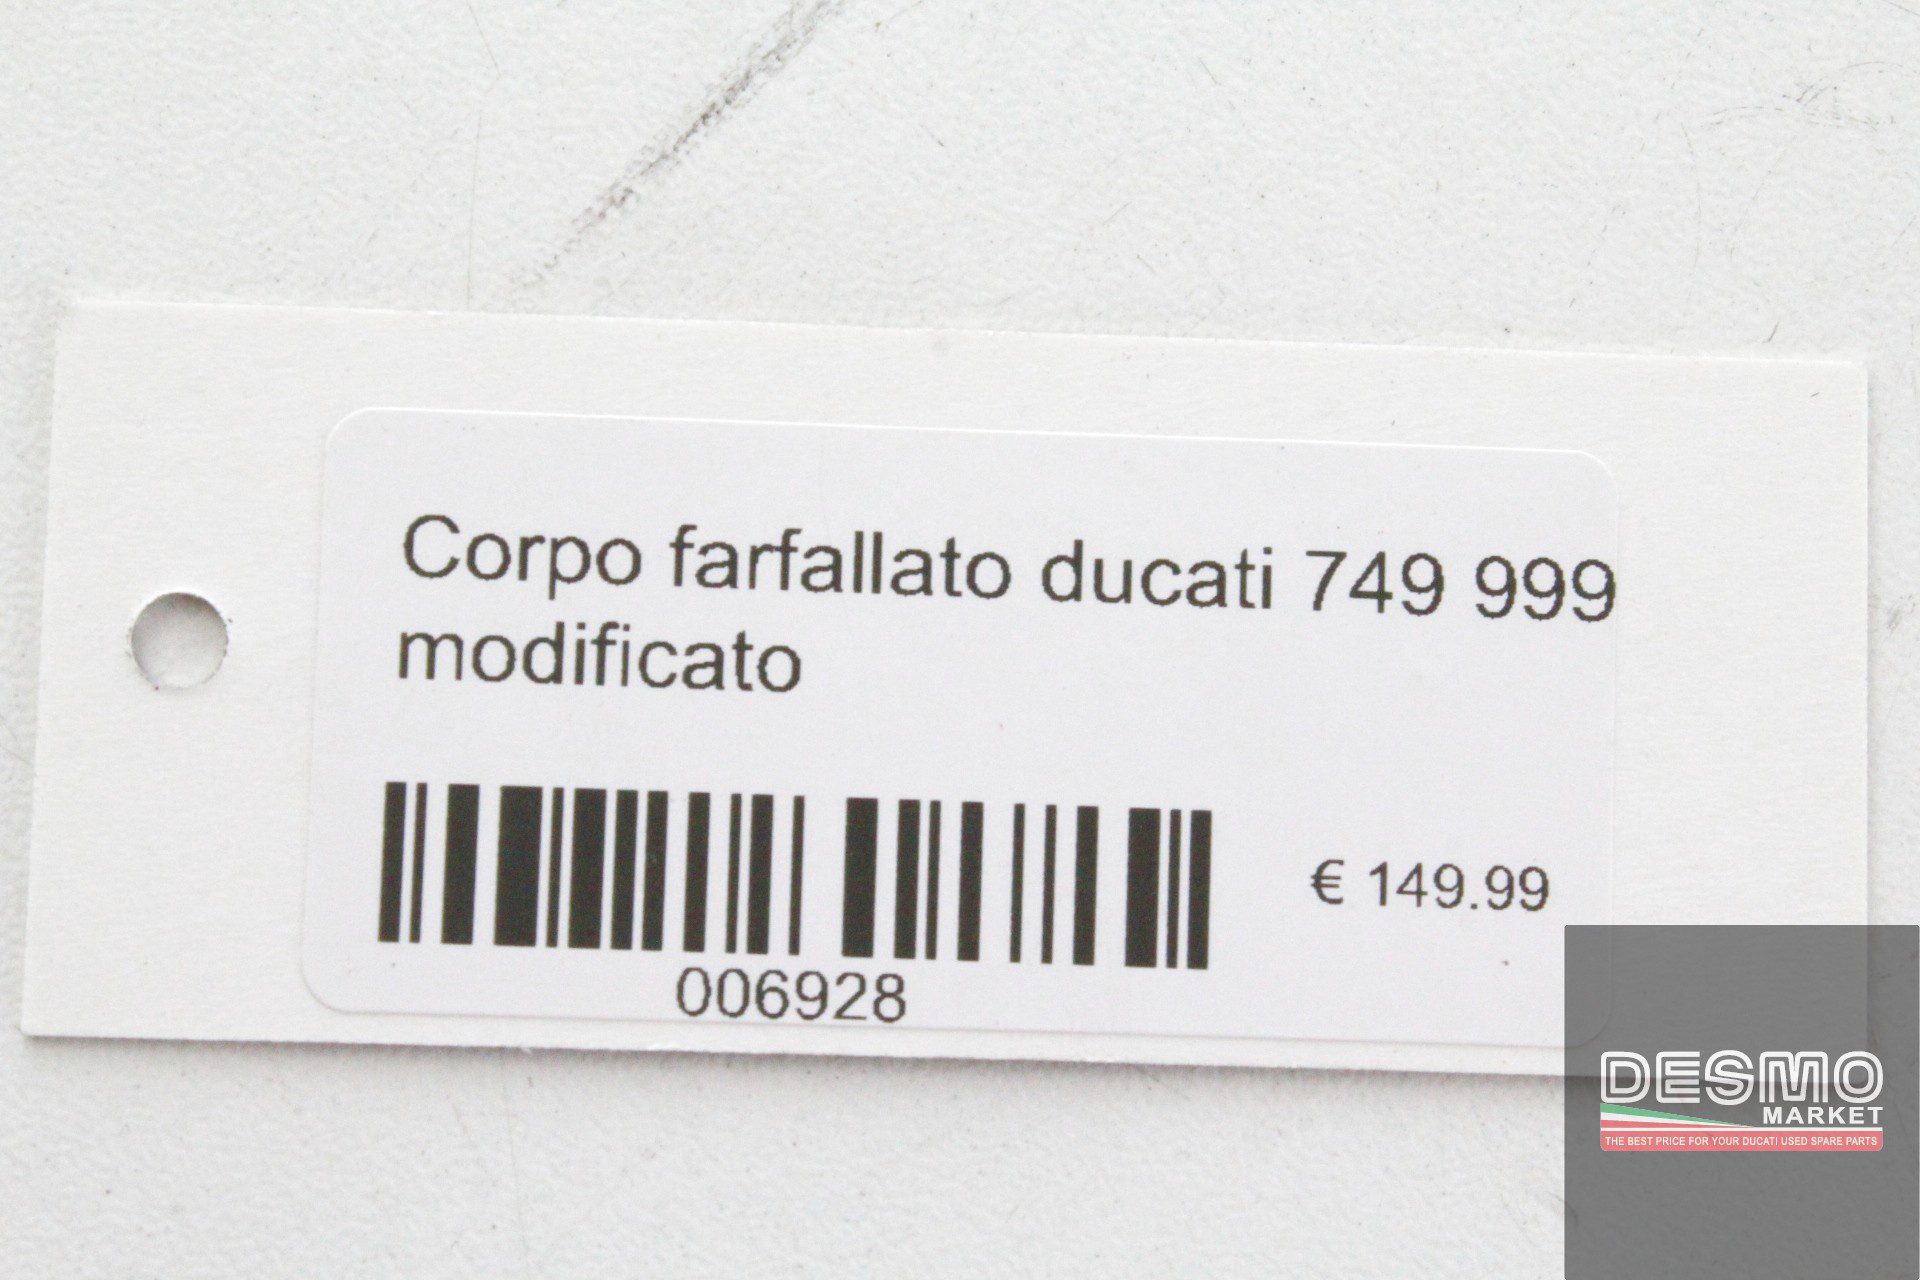 Corpo farfallato ducati 749 999
modificato
€ 149.99
006928
DESMO
MARKET
THE BEST PRICE FOR YOUR DUCATI USED SPARE PARTS